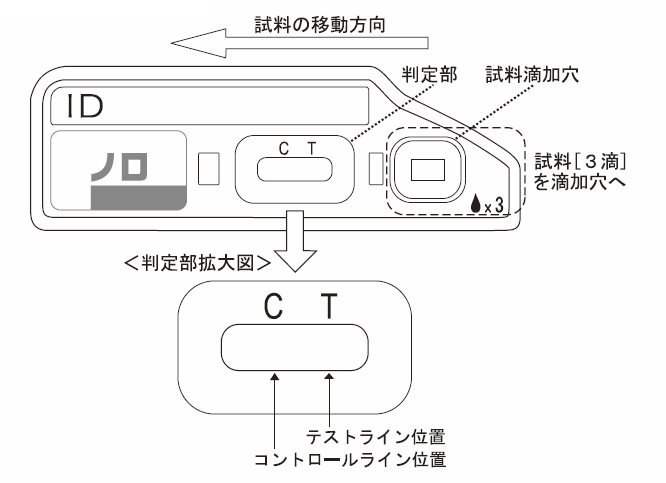 試料の移動方向
判定部
試料滴加穴
ID
C T
ノロ
試料[3滴]
を滴加穴へ
x3
<判定部拡大図>
C T
テストライン位置
コントロールライン位置